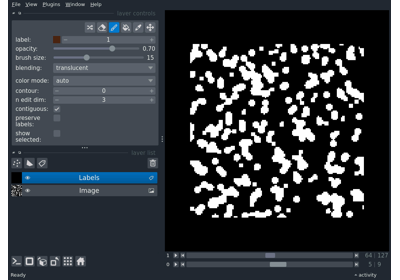 File View Plugins Window Help
layer controls
label: 1
opacity: 0.70
brush size: 15
blending: translucent
color mode: auto
contour: 0
n edit dim: 3
contiguous:
preserve
labels:
show
selected:
layer list
Labels
Image
1 64 127
0 5 9
Ready activity